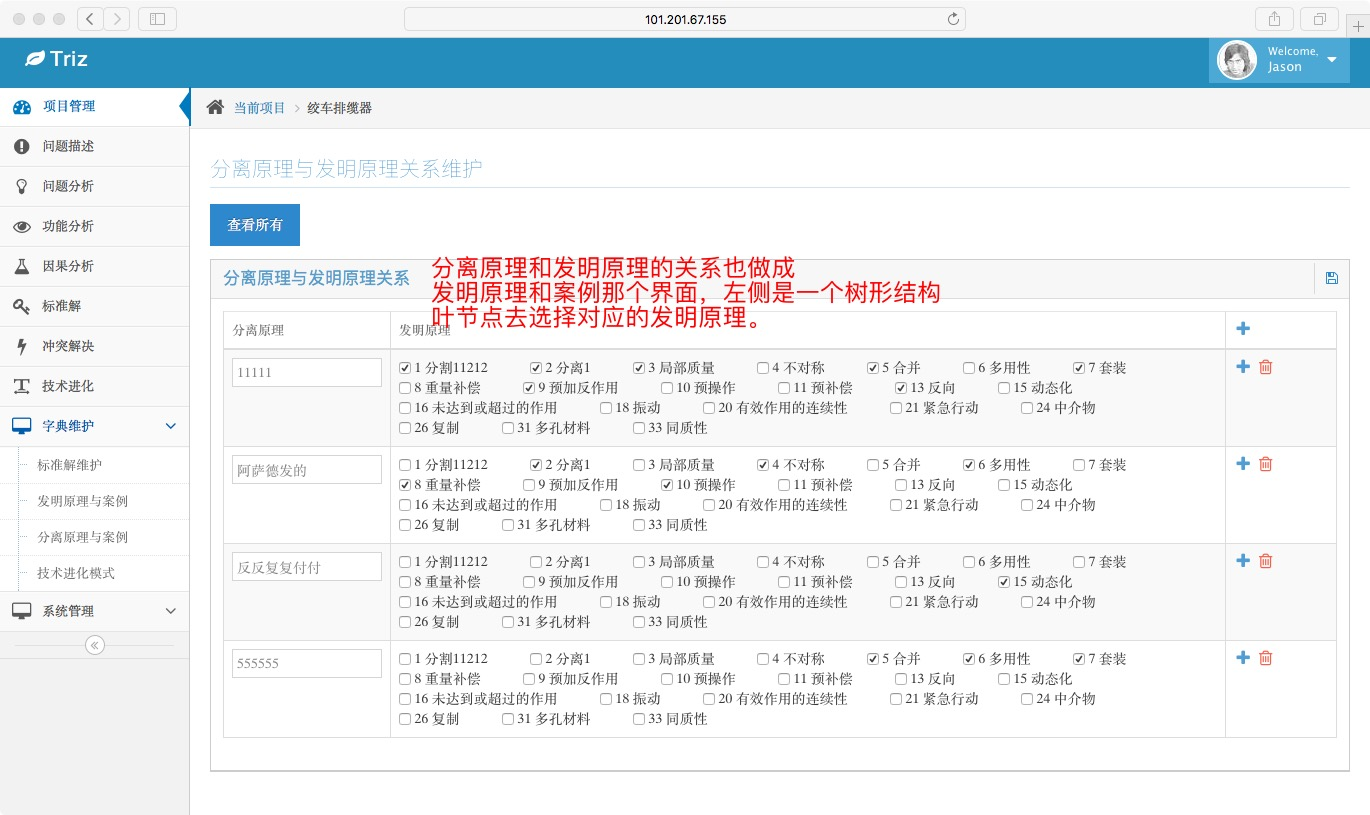 101.201.67.155
Triz
Welcome,
Jason
项目管理
当前项目 > 绞车排缆器
问题描述
问题分析
功能分析
因果分析
标准解
冲突解决
技术进化
字典维护
标准解维护
发明原理与案例
分离原理与案例
技术进化模式
系统管理
分离原理与发明原理关系维护
查看所有
分离原理与发明原理关系
分离原理和发明原理的关系也做成
发明原理和案例那个界面，左侧是一个树形结构
叶节点去选择对应的发明原理。
分离原理 发明原理
11111
1 分割11212 2 分离1 3 局部质量 4 不对称 5 合并 6 多用性 7 套装
8 重量补偿 9 预加反作用 10 预操作 11 预补偿 13 反向 15 动态化
16 未达到或超过的作用 18 振动 20 有效作用的连续性 21 紧急行动 24 中介物
26 复制 31 多孔材料 33 同质性
阿萨德发的
1 分割11212 2 分离1 3 局部质量 4 不对称 5 合并 6 多用性 7 套装
8 重量补偿 9 预加反作用 10 预操作 11 预补偿 13 反向 15 动态化
16 未达到或超过的作用 18 振动 20 有效作用的连续性 21 紧急行动 24 中介物
26 复制 31 多孔材料 33 同质性
反反复复付付
1 分割11212 2 分离1 3 局部质量 4 不对称 5 合并 6 多用性 7 套装
8 重量补偿 9 预加反作用 10 预操作 11 预补偿 13 反向 15 动态化
16 未达到或超过的作用 18 振动 20 有效作用的连续性 21 紧急行动 24 中介物
26 复制 31 多孔材料 33 同质性
555555
1 分割11212 2 分离1 3 局部质量 4 不对称 5 合并 6 多用性 7 套装
8 重量补偿 9 预加反作用 10 预操作 11 预补偿 13 反向 15 动态化
16 未达到或超过的作用 18 振动 20 有效作用的连续性 21 紧急行动 24 中介物
26 复制 31 多孔材料 33 同质性